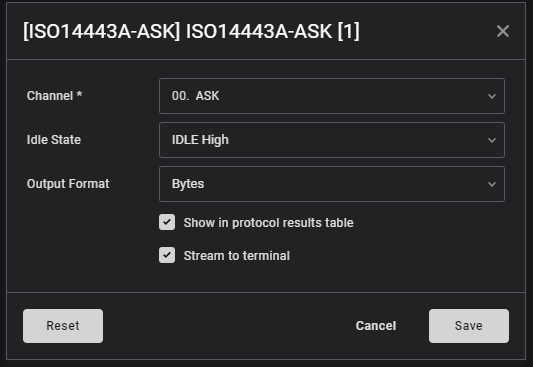 [ISO14443A-ASK] ISO14443A-ASK [1]
Channel * 00. ASK
Idle State IDLE High
Output Format Bytes
Show in protocol results table
Stream to terminal
Reset Cancel Save